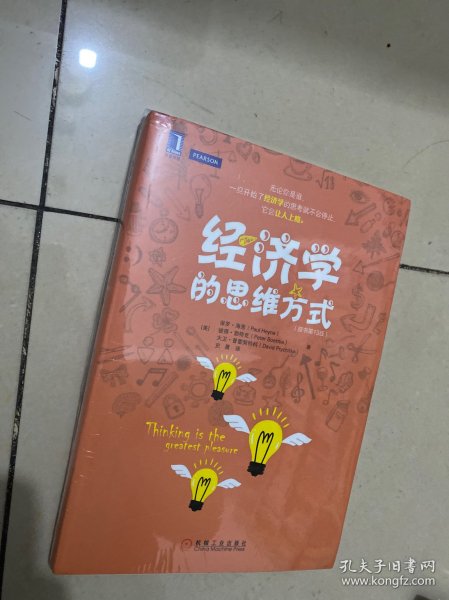 PEARSON
无论你是谁，
一旦开始了经济学的思考就不会停止，
它会让人上瘾。
经济学
的思维方式
（原书第13版）
[美]
保罗·海恩（Paul Heyne）
彼得·勃特克（Peter Boettke）
大卫·普雷契特科（David Prychitko）
著
史 晨 译
Thinking is the
greatest pleasure
机械工业出版社
China Machine Press
孔夫子旧书网
www.kongfz.com